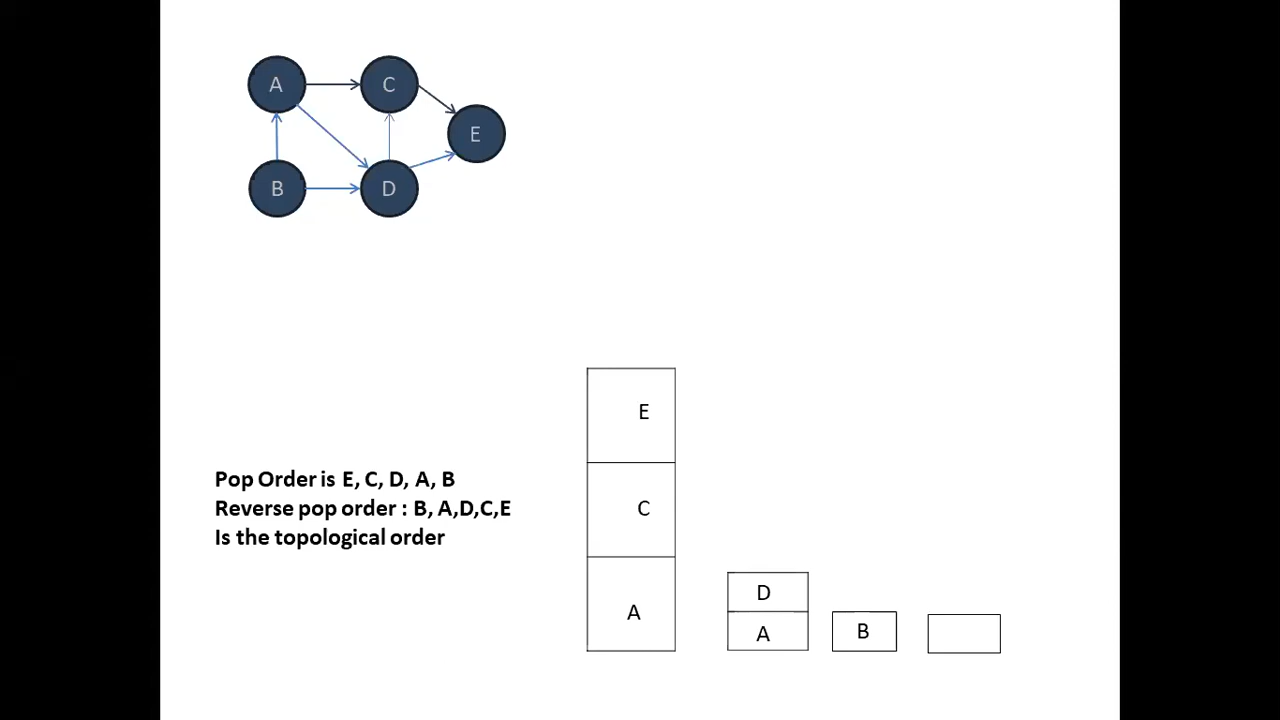 A
C
E
B
D
E
Pop Order is E, C, D, A, B
Reverse pop order : B, A,D,C,E
C
Is the topological order
D
A
A
B